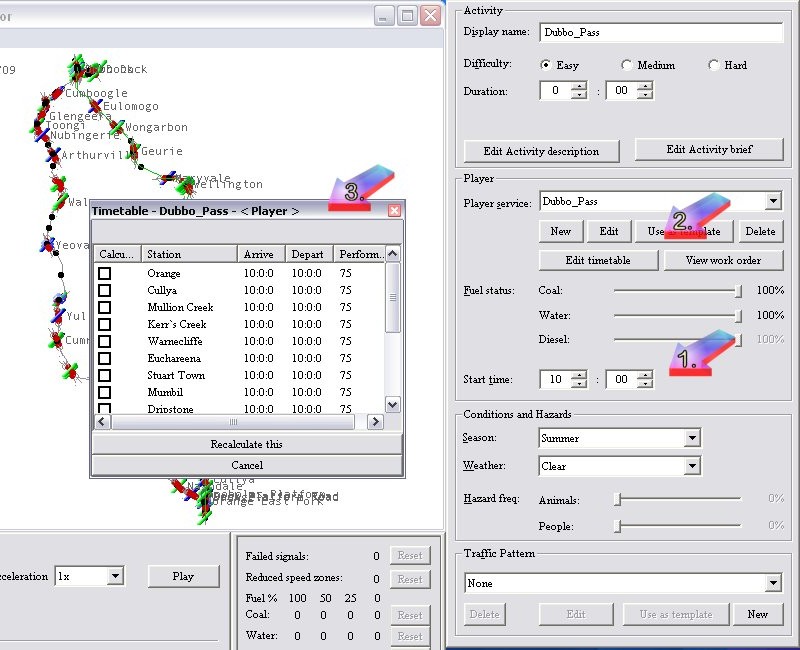 or
'09
Dock
Cumboogle
Eulomogo
Glengeera
Toongi
Wongarbon
Nubingerie
Geurie
Arthurvill
Maryvale
Wellington
Wal
Yeova
Yul
Cumn
Cullya
Nashdale
Platform Road
Orange East Fork
3.
Timetable - Dubbo_Pass - < Player >
Calcu... Station Arrive Depart Perform..
Orange 10:0:0 10:0:0 75
Cullya 10:0:0 10:0:0 75
Mullion Creek 10:0:0 10:0:0 75
Kerr`s Creek 10:0:0 10:0:0 75
Warnecliffe 10:0:0 10:0:0 75
Euchareena 10:0:0 10:0:0 75
Stuart Town 10:0:0 10:0:0 75
Mumbil 10:0:0 10:0:0 75
Dripstone 10:0:0 10:0:0 75
Recalculate this
Cancel
cceleration 1x Play
Failed signals: 0 Reset
Reduced speed zones: 0 Reset
Fuel % 100 50 25 0
Coal: 0 0 0 0 Reset
Water: 0 0 0 0 Reset
Activity
Display name: Dubbo_Pass
Difficulty: Easy Medium Hard
Duration: 0 : 00
Edit Activity description Edit Activity brief
Player
Player service: Dubbo_Pass
2.
New Edit Use as template Delete
Edit timetable View work order
Fuel status: Coal: 100%
Water: 100%
Diesel: 100%
1.
Start time: 10 : 00
Conditions and Hazards
Season: Summer
Weather: Clear
Hazard freq: Animals: 0%
People: 0%
Traffic Pattern
None
Delete Edit Use as template New